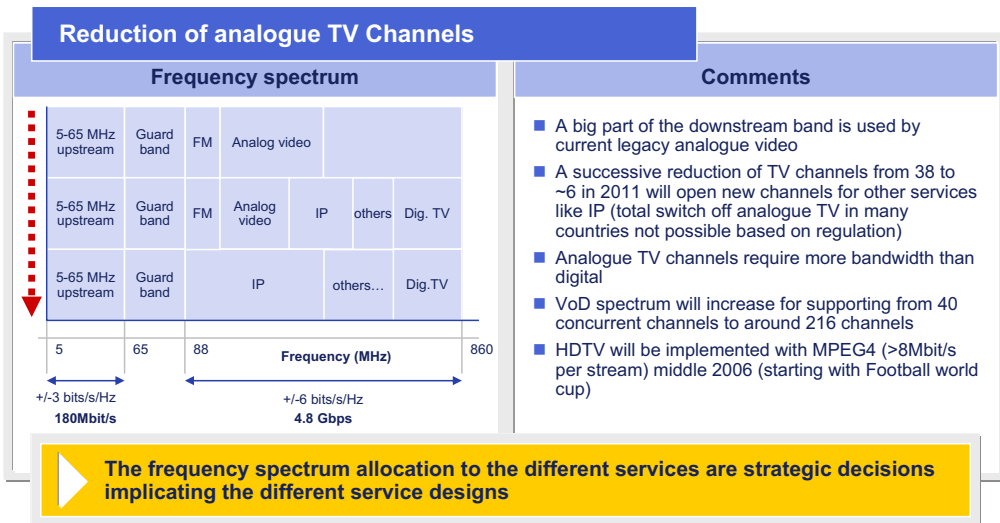 Reduction of analogue TV Channels
Frequency spectrum
5-65 MHz
upstream
Guard
band
FM
Analog video
5-65 MHz
upstream
Guard
band
FM
Analog
video
IP
others
Dig. TV
5-65 MHz
upstream
Guard
band
IP
others…
Dig.TV
5
65
88
Frequency (MHz)
860
+/-3 bits/s/Hz
180Mbit/s
+/-6 bits/s/Hz
4.8 Gbps
Comments
A big part of the downstream band is used by
current legacy analogue video
A successive reduction of TV channels from 38 to
~6 in 2011 will open new channels for other services
like IP (total switch off analogue TV in many
countries not possible based on regulation)
Analogue TV channels require more bandwidth than
digital
VoD spectrum will increase for supporting from 40
concurrent channels to around 216 channels
HDTV will be implemented with MPEG4 (>8Mbit/s
per stream) middle 2006 (starting with Football world
cup)
The frequency spectrum allocation to the different services are strategic decisions
implicating the different service designs